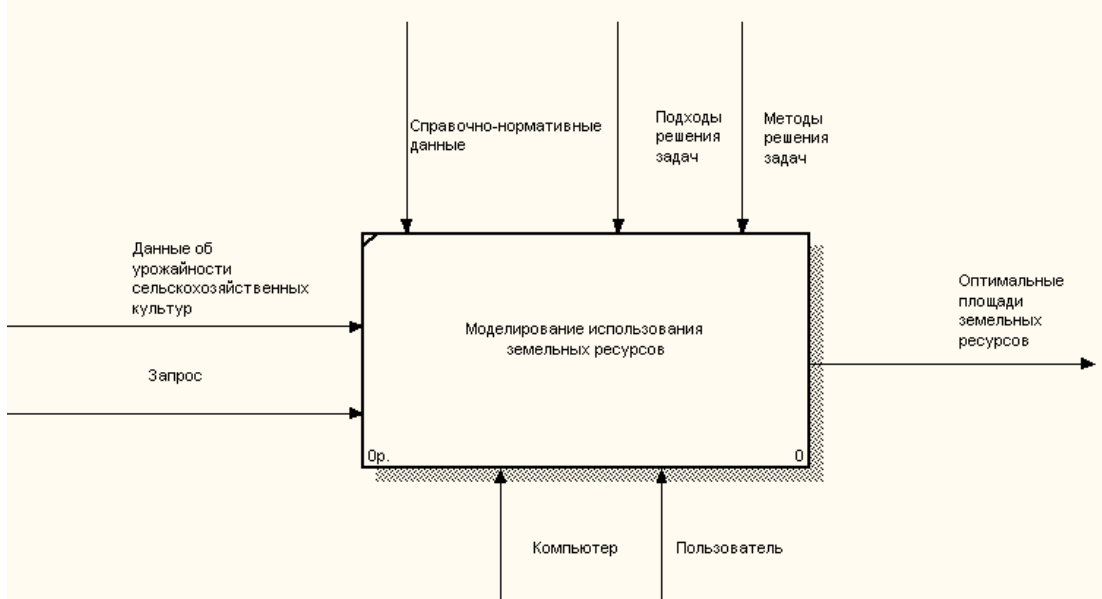 Справочно-нормативные
данные
Подходы
решения
задач
Методы
решения
задач
Данные об
урожайности
сельскохозяйственных
культур
Запрос
Моделирование использования
земельных ресурсов
0р.
0
Оптимальные
площади
земельных
ресурсов
Компьютер
Пользователь